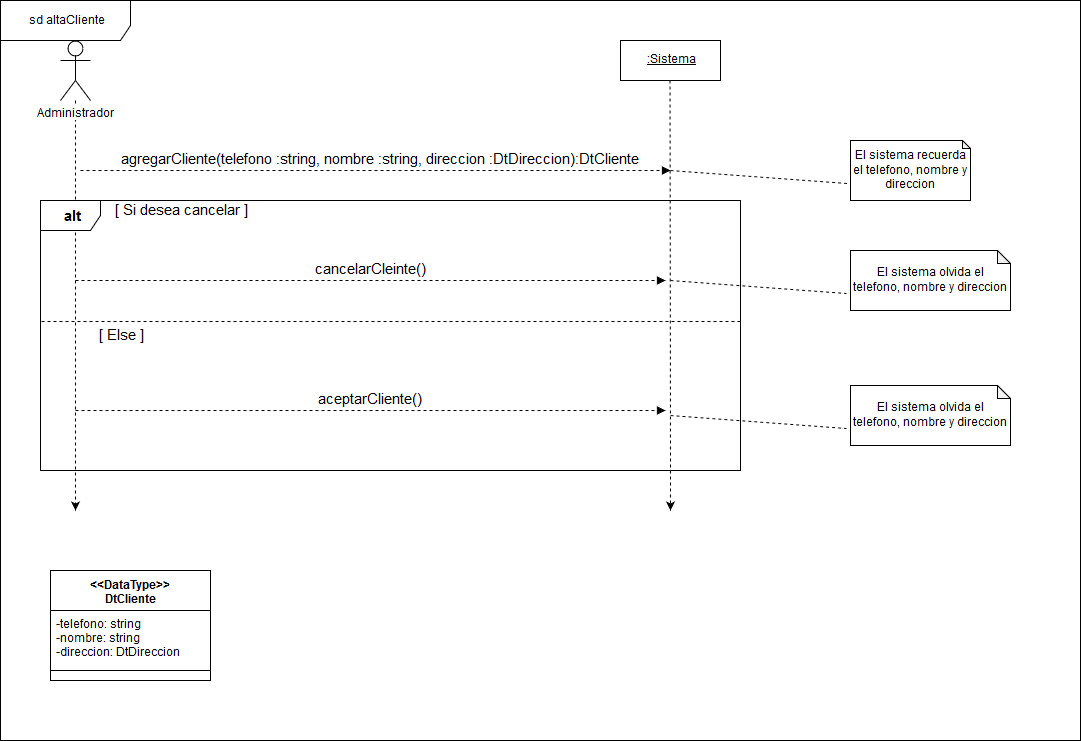 sd altaCliente
:Sistema
Administrador
agregarCliente(telefono :string, nombre :string, direccion :DtDireccion):DtCliente
El sistema recuerda
el telefono, nombre y
direccion
alt
[ Si desea cancelar ]
cancelarCleinte()
El sistema olvida el
telefono, nombre y direccion
[ Else ]
aceptarCliente()
El sistema olvida el
telefono, nombre y direccion
<<DataType>>
DtCliente
-telefono: string
-nombre: string
-direccion: DtDireccion